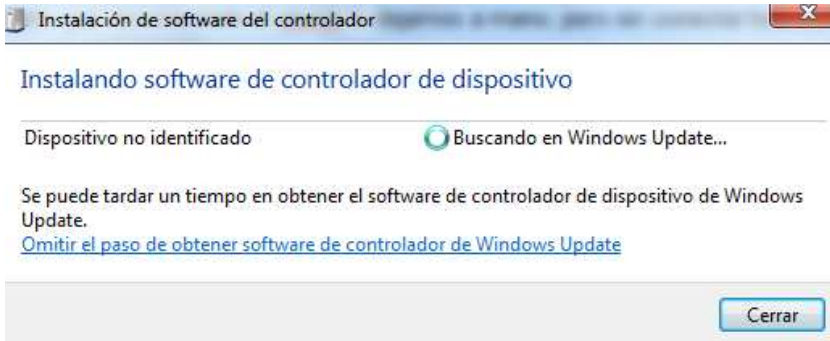 Instalación de software del controlador
Instalando software de controlador de dispositivo
Dispositivo no identificado Buscando en Windows Update...
Se puede tardar un tiempo en obtener el software de controlador de dispositivo de Windows
Update.
Omitir el paso de obtener software de controlador de Windows Update
Cerrar